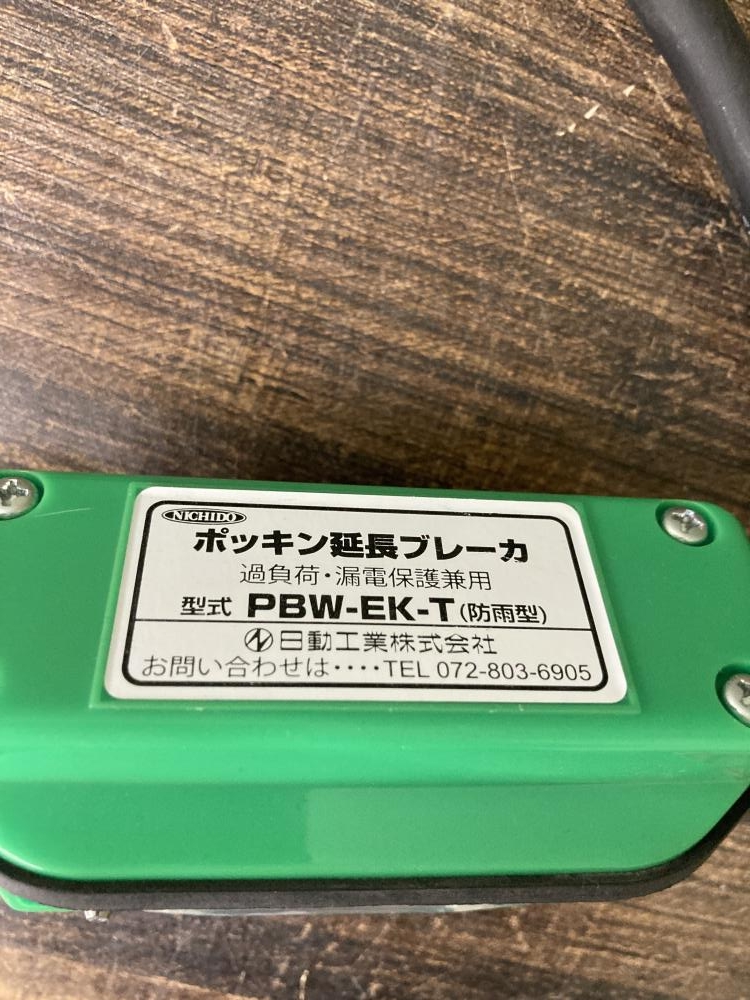 NICHIDO
ポッキン延長ブレーカ
過負荷・漏電保護兼用
型式 PBW-EK-T(防雨型)
日動工業株式会社
お問い合わせは・・・・TEL 072-803-6905